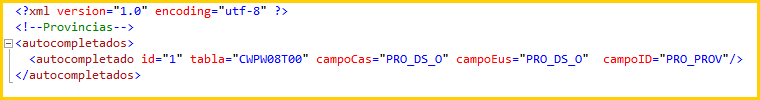 <?xml version="1.0" encoding="utf-8" ?>
<!--Provincias-->
<autocompletados>
<autocompletado id="1" tabla="CWPW08T00" campoCas="PRO_DS_O" campoEus="PRO_DS_O"  campoID="PRO_PROV"/>
</autocompletados>